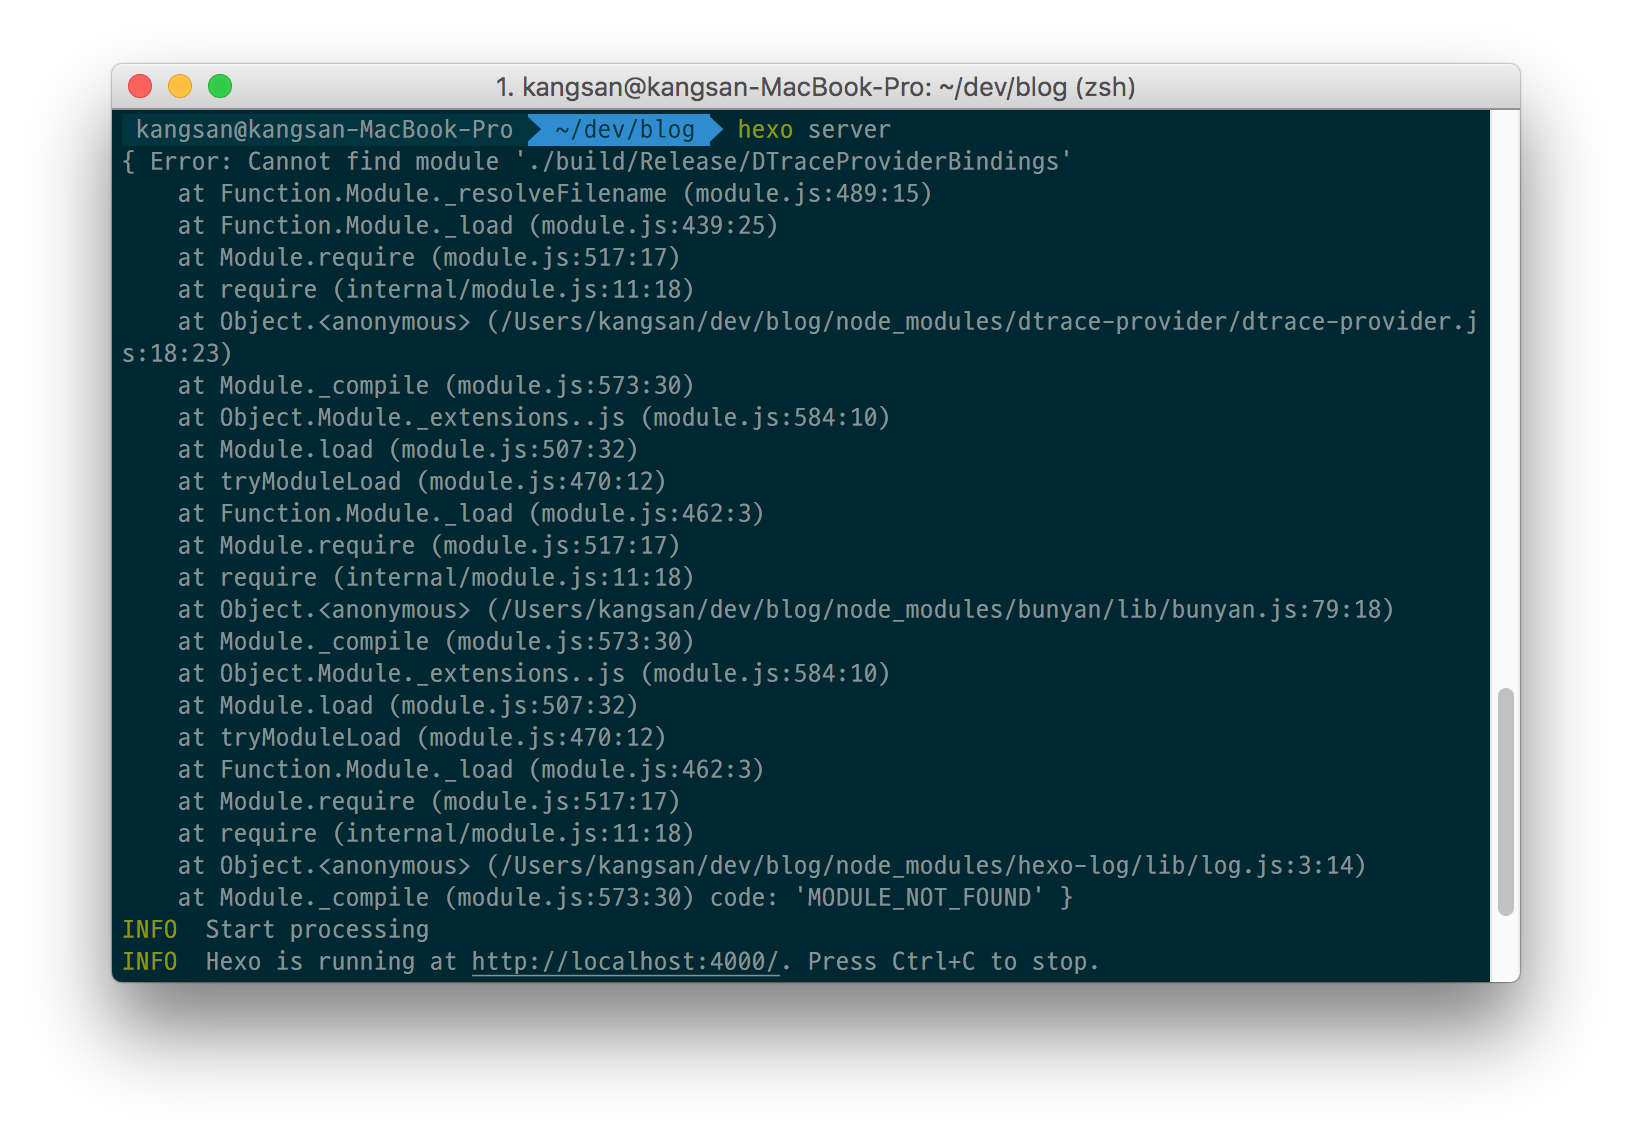 1. kangsan@kangsan-MacBook-Pro: ~/dev/blog (zsh)
kangsan@kangsan-MacBook-Pro ~/dev/blog hexo server
{ Error: Cannot find module './build/Release/DTraceProviderBindings'
    at Function.Module._resolveFilename (module.js:489:15)
    at Function.Module._load (module.js:439:25)
    at Module.require (module.js:517:17)
    at require (internal/module.js:11:18)
    at Object.<anonymous> (/Users/kangsan/dev/blog/node_modules/dtrace-provider/dtrace-provider.j
s:18:23)
    at Module._compile (module.js:573:30)
    at Object.Module._extensions..js (module.js:584:10)
    at Module.load (module.js:507:32)
    at tryModuleLoad (module.js:470:12)
    at Function.Module._load (module.js:462:3)
    at Module.require (module.js:517:17)
    at require (internal/module.js:11:18)
    at Object.<anonymous> (/Users/kangsan/dev/blog/node_modules/bunyan/lib/bunyan.js:79:18)
    at Module._compile (module.js:573:30)
    at Object.Module._extensions..js (module.js:584:10)
    at Module.load (module.js:507:32)
    at tryModuleLoad (module.js:470:12)
    at Function.Module._load (module.js:462:3)
    at Module.require (module.js:517:17)
    at require (internal/module.js:11:18)
    at Object.<anonymous> (/Users/kangsan/dev/blog/node_modules/hexo-log/lib/log.js:3:14)
    at Module._compile (module.js:573:30) code: 'MODULE_NOT_FOUND' }
INFO  Start processing
INFO  Hexo is running at http://localhost:4000/. Press Ctrl+C to stop.